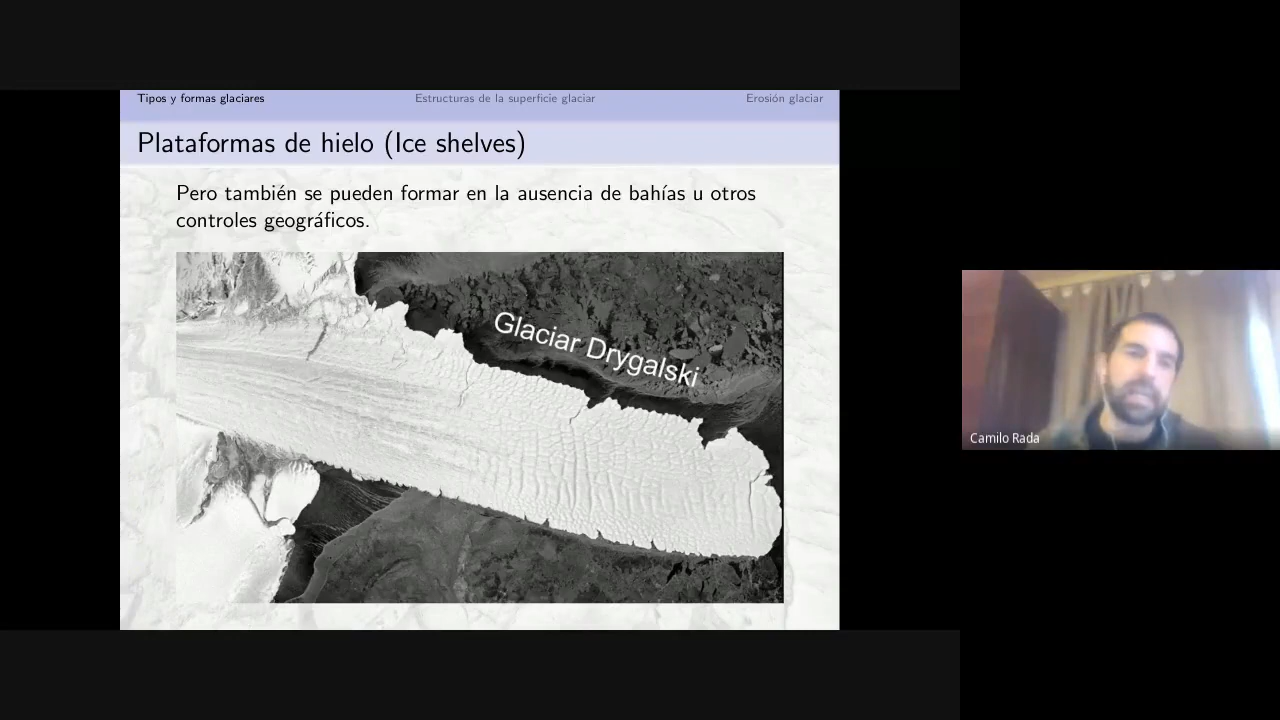 Tipos y formas glaciares
Estructuras de la superficie glaciar
Erosión glaciar
Plataformas de hielo (Ice shelves)
Pero también se pueden formar en la ausencia de bahías u otros
controles geográficos.
Glaciar Drygalski
Camilo Rada